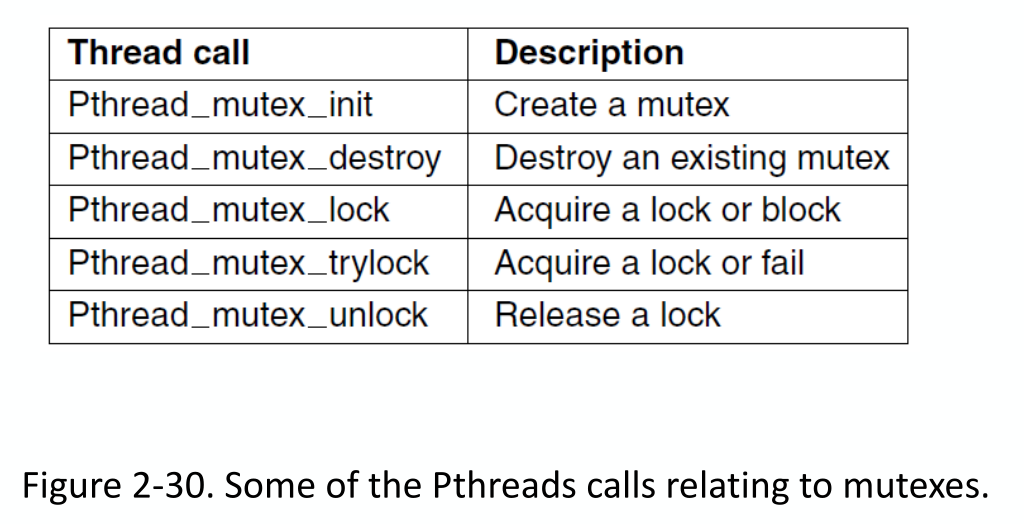 Thread call Description
Pthread_mutex_init Create a mutex
Pthread_mutex_destroy Destroy an existing mutex
Pthread_mutex_lock Acquire a lock or block
Pthread_mutex_trylock Acquire a lock or fail
Pthread_mutex_unlock Release a lock
Figure 2-30. Some of the Pthreads calls relating to mutexes.